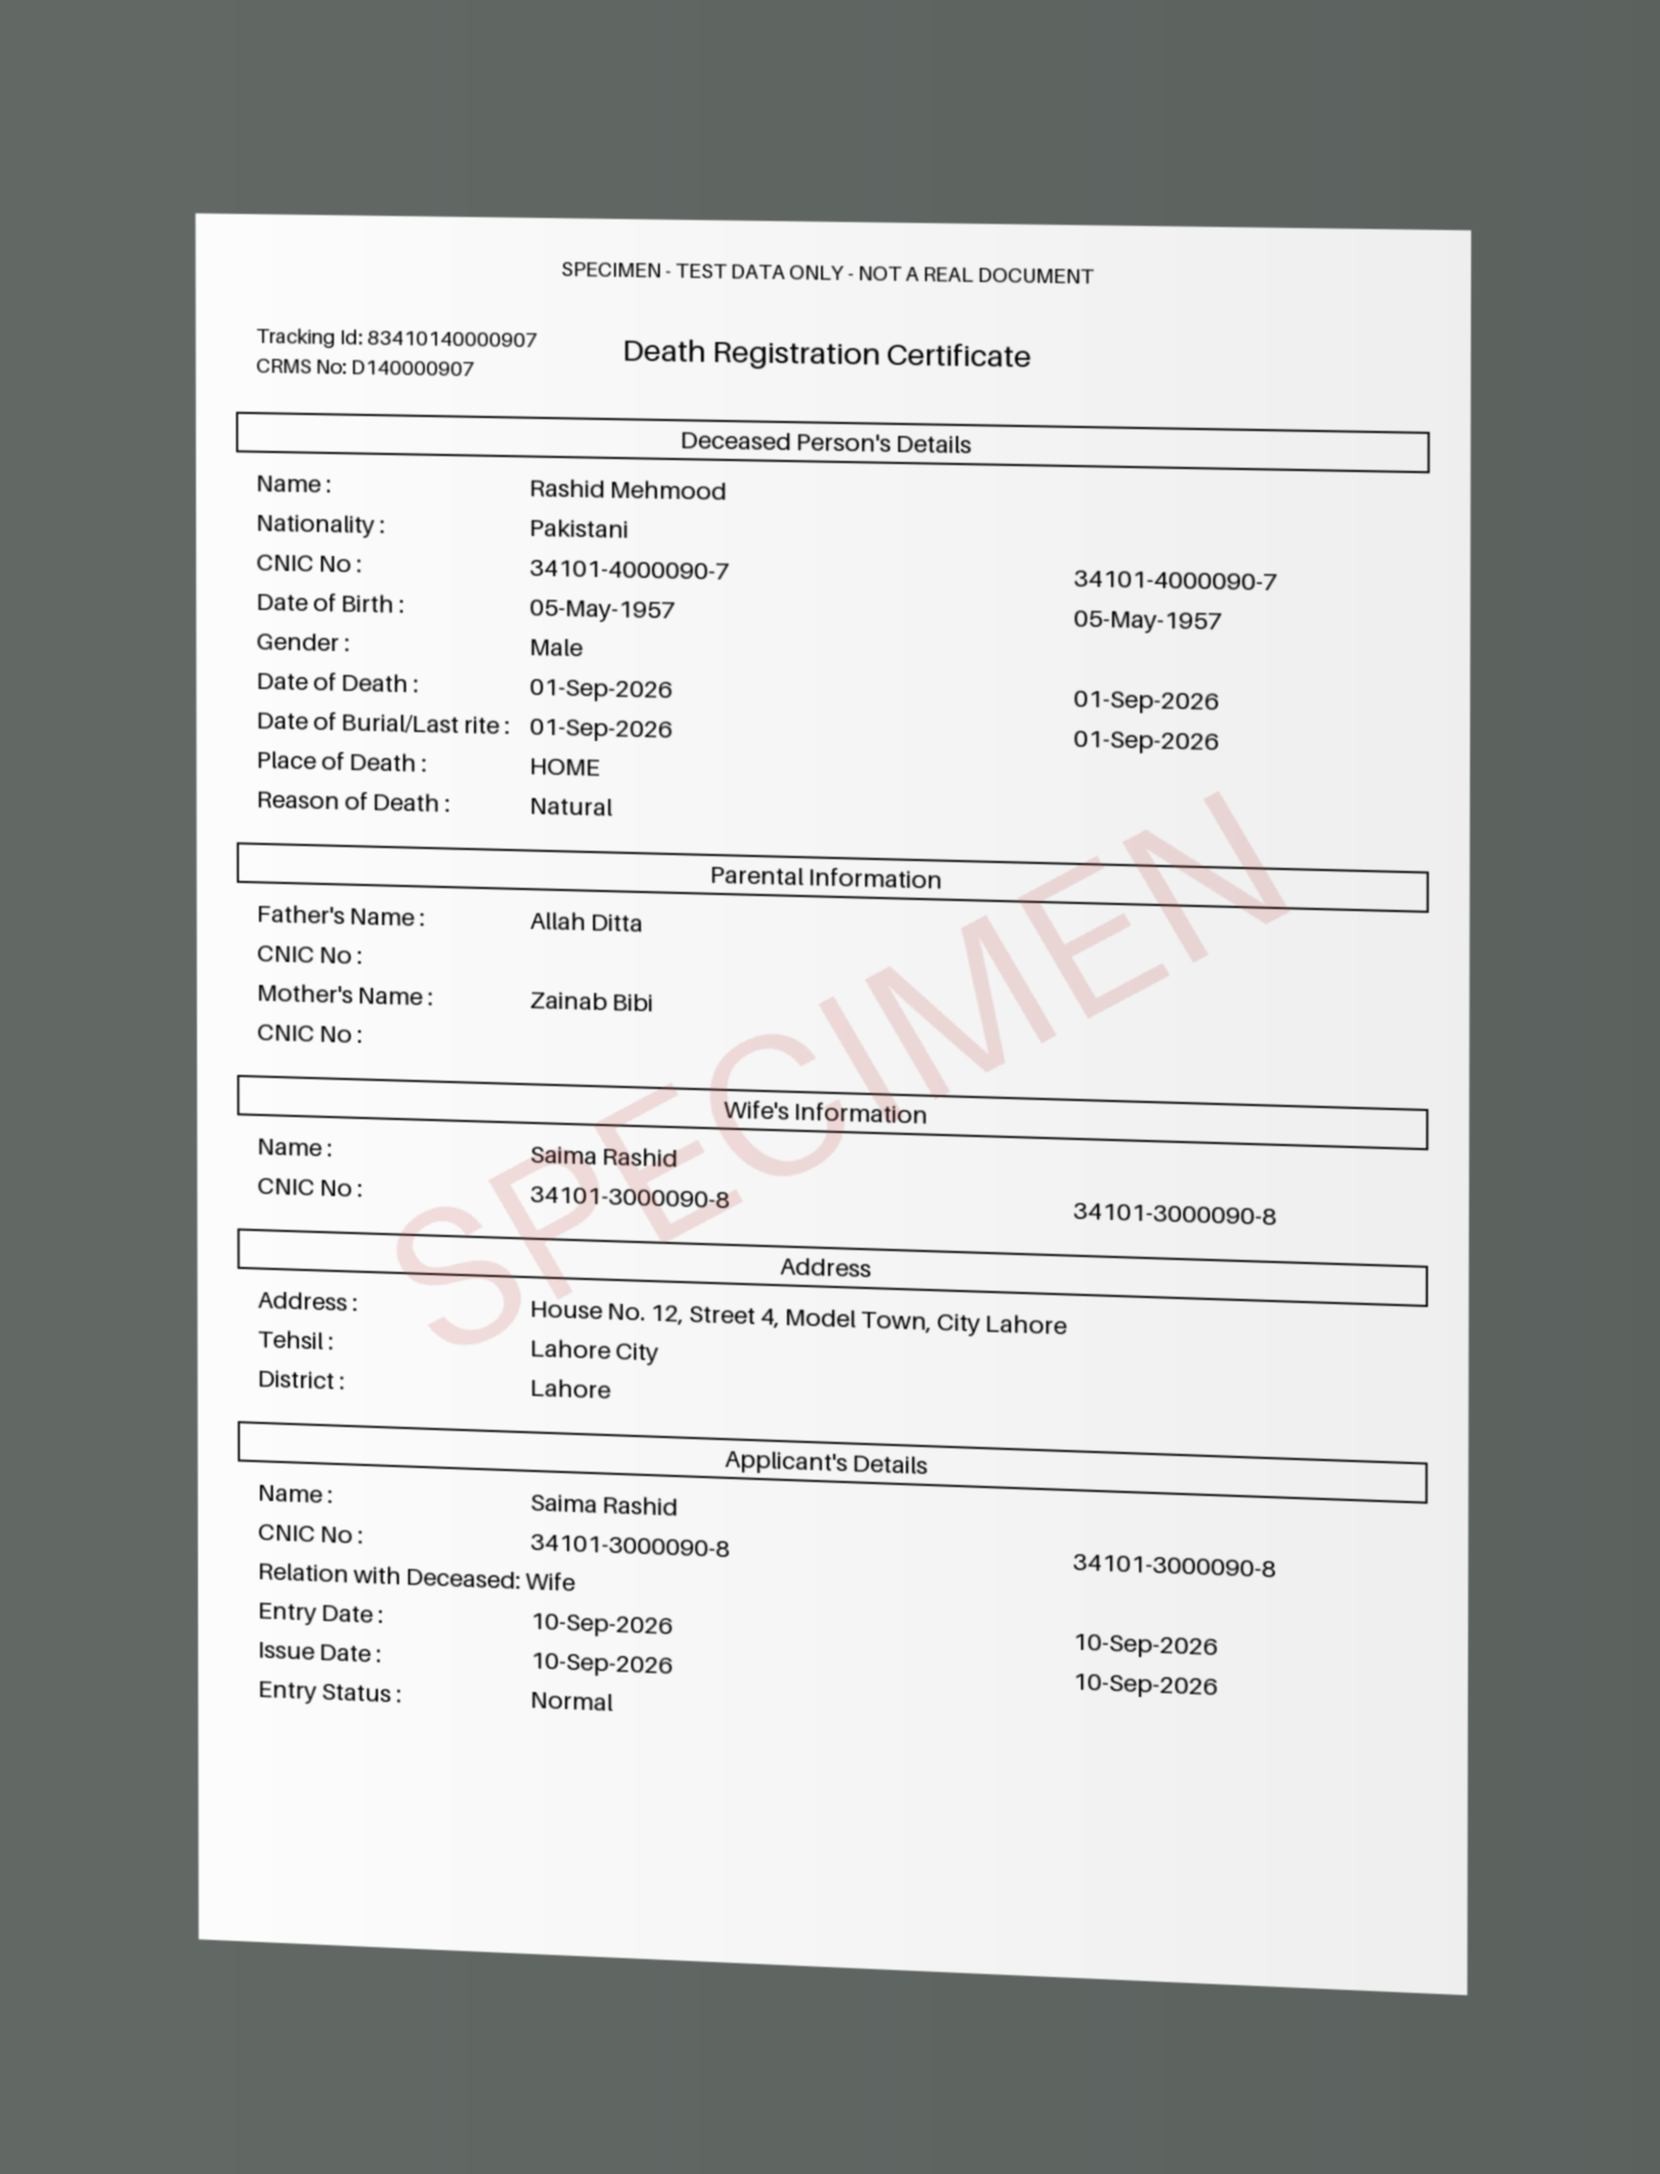 SPECIMEN - TEST DATA ONLY - NOT A REAL DOCUMENT
Tracking Id: 83410140000907
CRMS No: D140000907
Death Registration Certificate
Deceased Person's Details
Name : Rashid Mehmood
Nationality : Pakistani
CNIC No : 34101-4000090-7 34101-4000090-7
Date of Birth : 05-May-1957 05-May-1957
Gender : Male
Date of Death : 01-Sep-2026 01-Sep-2026
Date of Burial/Last rite : 01-Sep-2026 01-Sep-2026
Place of Death : HOME
Reason of Death : Natural
Parental Information
Father's Name : Allah Ditta
CNIC No :
Mother's Name : Zainab Bibi
CNIC No :
Wife's Information
Name : Saima Rashid
CNIC No : 34101-3000090-8 34101-3000090-8
Address
Address : House No. 12, Street 4, Model Town, City Lahore
Tehsil : Lahore City
District : Lahore
Applicant's Details
Name : Saima Rashid
CNIC No : 34101-3000090-8 34101-3000090-8
Relation with Deceased: Wife
Entry Date : 10-Sep-2026 10-Sep-2026
Issue Date : 10-Sep-2026 10-Sep-2026
Entry Status : Normal
SPECIMEN